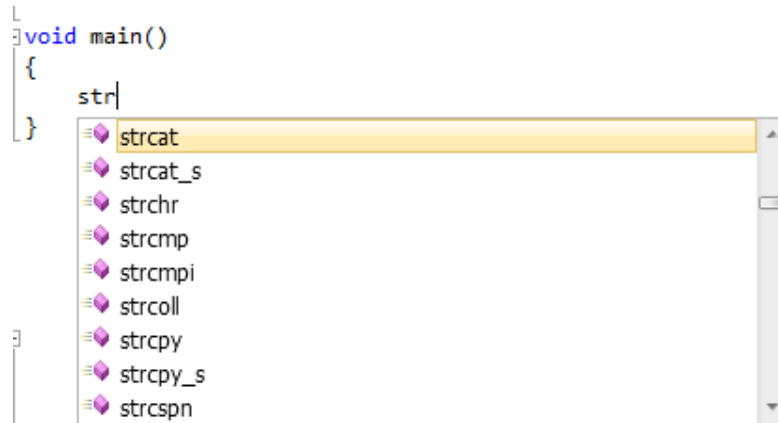 void main()
{
str
}
strcat
strcat_s
strchr
strcmp
strcmpi
strcoll
strcpy
strcpy_s
strcspn